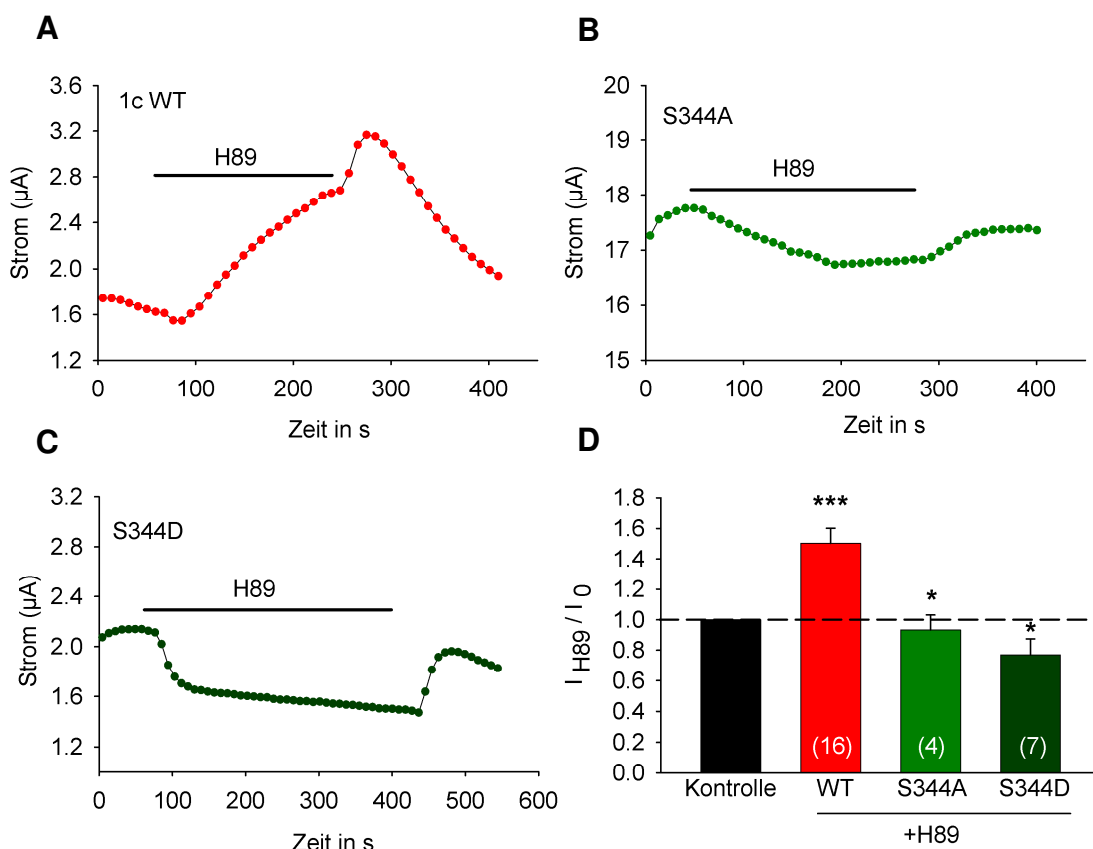 A
1c WT
H89
Strom (µA)
3.6
3.2
2.8
2.4
2.0
1.6
1.2
0 100 200 300 400
Zeit in s
B
S344A
H89
Strom (µA)
20
19
18
17
16
15
0 100 200 300 400
Zeit in s
C
S344D
H89
Strom (µA)
3.2
2.8
2.4
2.0
1.6
1.2
0 100 200 300 400 500 600
Zeit in s
D
I H89 / I 0
1.8
1.6
1.4
1.2
1.0
0.8
0.6
0.4
0.2
0.0
***
*
*
(16) (4) (7)
Kontrolle WT S344A S344D
+H89